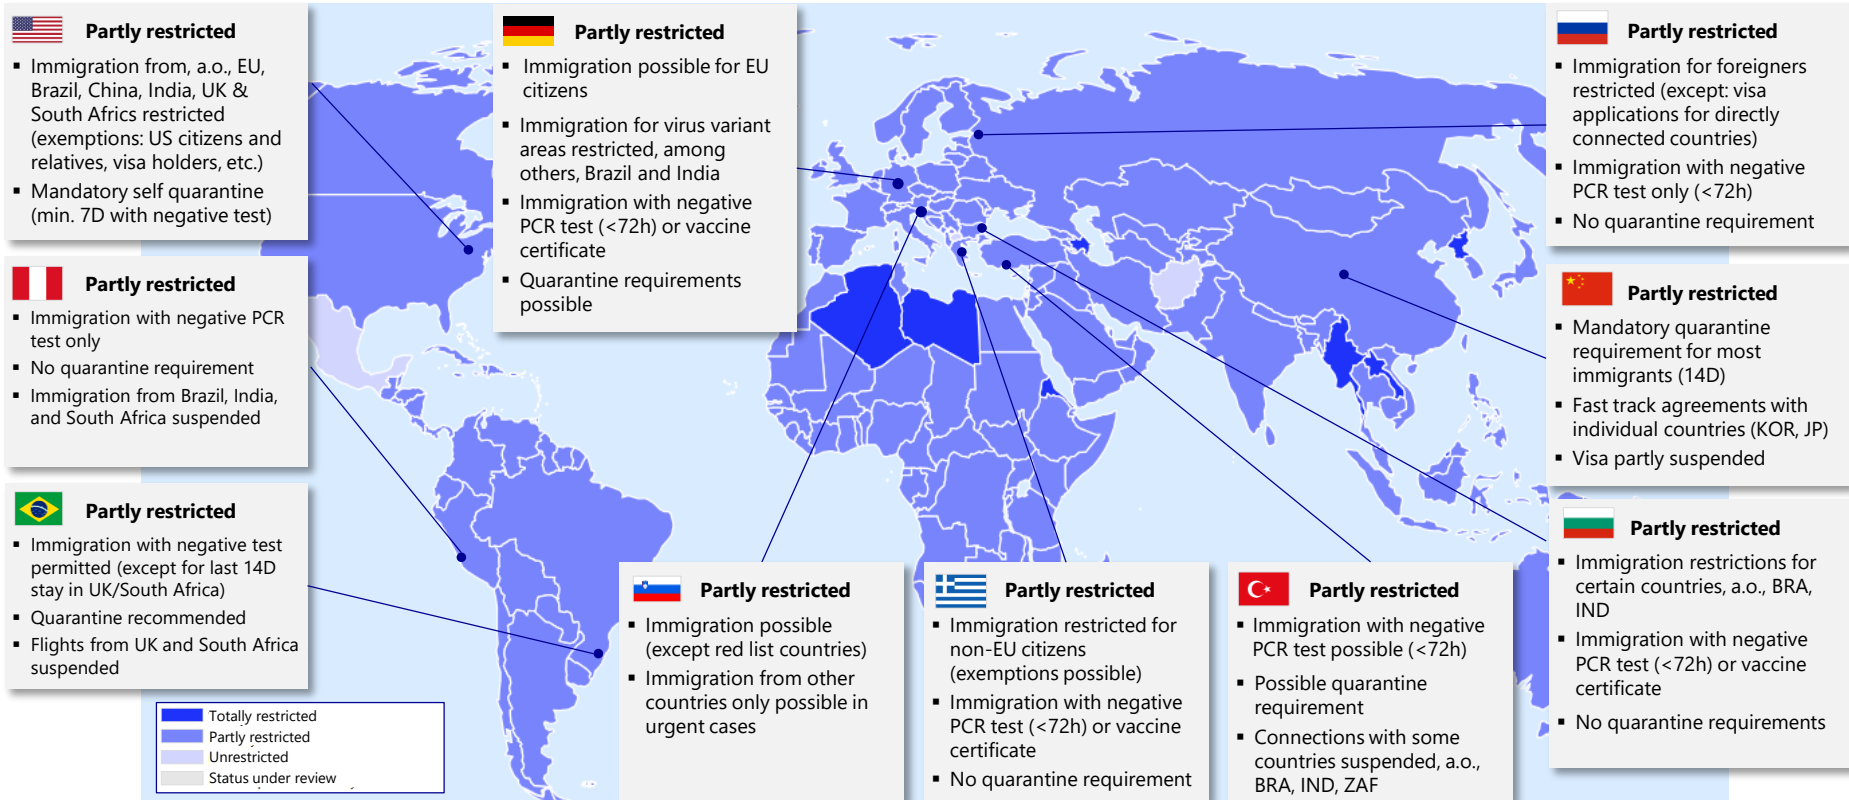 Partly restricted
▪ Immigration from, a.o., EU,
Brazil, China, India, UK &
South Africa restricted
(exemptions: US citizens and
relatives, visa holders, etc.)
▪ Mandatory self quarantine
(min. 7D with negative test)
Partly restricted
▪ Immigration with negative PCR
test only
▪ No quarantine requirement
▪ Immigration from Brazil, India,
and South Africa suspended
Partly restricted
▪ Immigration with negative test
permitted (except for last 14D
stay in UK/South Africa)
▪ Quarantine recommended
▪ Flights from UK and South Africa
suspended
Partly restricted
▪ Immigration possible for EU
citizens
▪ Immigration for virus variant
areas restricted, among
others, Brazil and India
▪ Immigration with negative
PCR test (<72h) or vaccine
certificate
▪ Quarantine requirements
possible
Partly restricted
▪ Immigration for foreigners
restricted (except: visa
applications for directly
connected countries)
▪ Immigration with negative
PCR test only (<72h)
▪ No quarantine requirement
Partly restricted
▪ Mandatory quarantine
requirement for most
immigrants (14D)
▪ Fast track agreements with
individual countries (KOR, JP)
▪ Visa partly suspended
Partly restricted
▪ Immigration restrictions for
certain countries, a.o., BRA,
IND
▪ Immigration with negative
PCR test (<72h) or vaccine
certificate
▪ No quarantine requirements
Partly restricted
▪ Immigration possible
(except red list countries)
▪ Immigration from other
countries only possible in
urgent cases
Partly restricted
▪ Immigration restricted for
non-EU citizens
(exemptions possible)
▪ Immigration with negative
PCR test (<72h) or vaccine
certificate
▪ No quarantine requirement
Partly restricted
▪ Immigration with negative
PCR test possible (<72h)
▪ Possible quarantine
requirement
▪ Connections with some
countries suspended, a.o.,
BRA, IND, ZAF
Totally restricted
Partly restricted
Unrestricted
Status under review